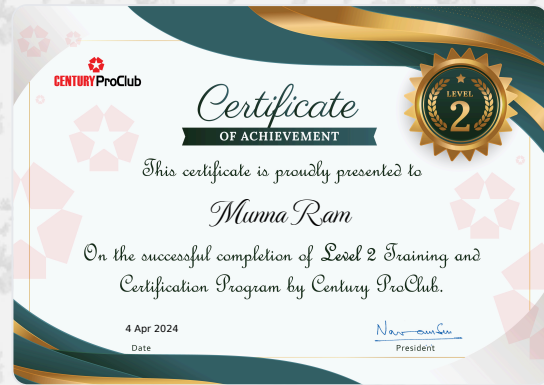 CENTURY ProClub
Certificate
OF ACHIEVEMENT
LEVEL
2
This certificate is proudly presented to
Munna Ram
On the successful completion of Level 2 Training and
Certification Program by Century ProClub.
4 Apr 2024
Date
President